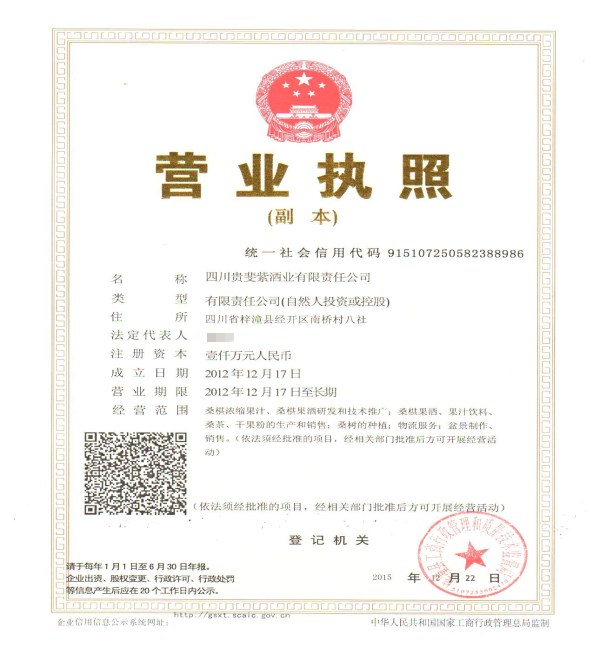 营业执照
(副 本)
统一社会信用代码 915107250582388986
名 称 四川贵斐紫酒业有限责任公司
类 型 有限责任公司(自然人投资或控股)
住 所 四川省梓潼县经开区南桥村八社
法定代表人
注册资本 壹仟万元人民币
成立日期 2012年12月17日
营业期限 2012年12月17日至长期
经营范围 桑椹浓缩果汁、桑椹果酒研发和技术推广；桑椹果酒、果汁饮料、
桑茶、干果粉的生产和销售；桑树的种植；物流服务；盆景制作、
销售。（依法须经批准的项目，经相关部门批准后方可开展经营活
动）
（依法须经批准的项目，经相关部门批准后方可开展经营活动）
登记机关
请于每年1月1日至6月30日年报。
企业出资、股权变更、行政许可、行政处罚
等信息产生后应在20个工作日内公示。
2015 年 12 月 22 日
企业信用信息公示系统网址：
http://gsxt.scaic.gov.cn
中华人民共和国国家工商行政管理总局监制